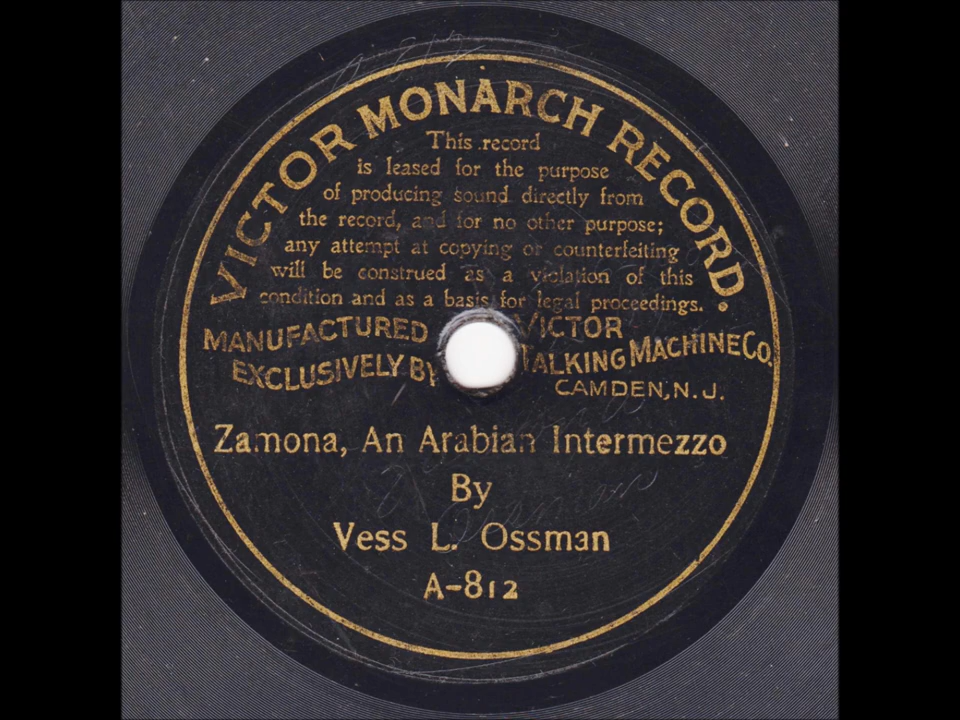 VICTOR MONARCH RECORD.
This record
is leased for the purpose
of producing sound directly from
the record, and for no other purpose;
any attempt at copying or counterfeiting
will be construed as a violation of this
condition and as a basis for legal proceedings.
MANUFACTURED EXCLUSIVELY BY
VICTOR TALKING MACHINE CO.
CAMDEN, N.J.
Zamona, An Arabian Intermezzo
By
Vess L. Ossman
A-812